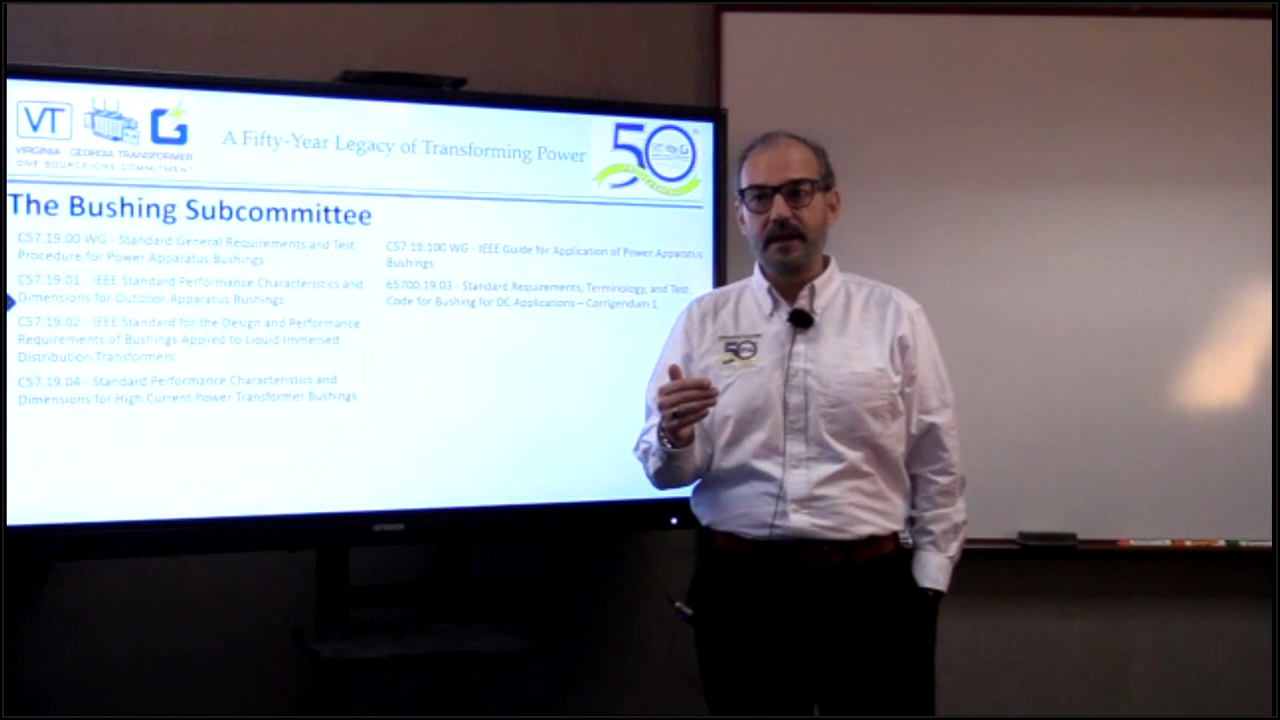 VT
VIRGINIA - GEORGIA TRANSFORMER
ONE SOURCE • ONE COMMITMENT
A Fifty-Year Legacy of Transforming Power
50
The Bushing Subcommittee
C57.19.00 WG - Standard General Requirements and Test
Procedure for Power Apparatus Bushings
C57.19.01 - IEEE Standard Performance Characteristics and
Dimensions for Outdoor Apparatus Bushings
C57.19.02 - IEEE Standard for the Design and Performance
Requirements of Bushings Applied to Liquid Immersed
Distribution Transformers
C57.19.04 - Standard Performance Characteristics and
Dimensions for High Current Power Transformer Bushings
C57.19.100 WG - IEEE Guide for Application of Power Apparatus
Bushings
65700.19.03 - Standard Requirements, Terminology, and Test
Code for Bushing for DC Applications – Corrigendum 1
50